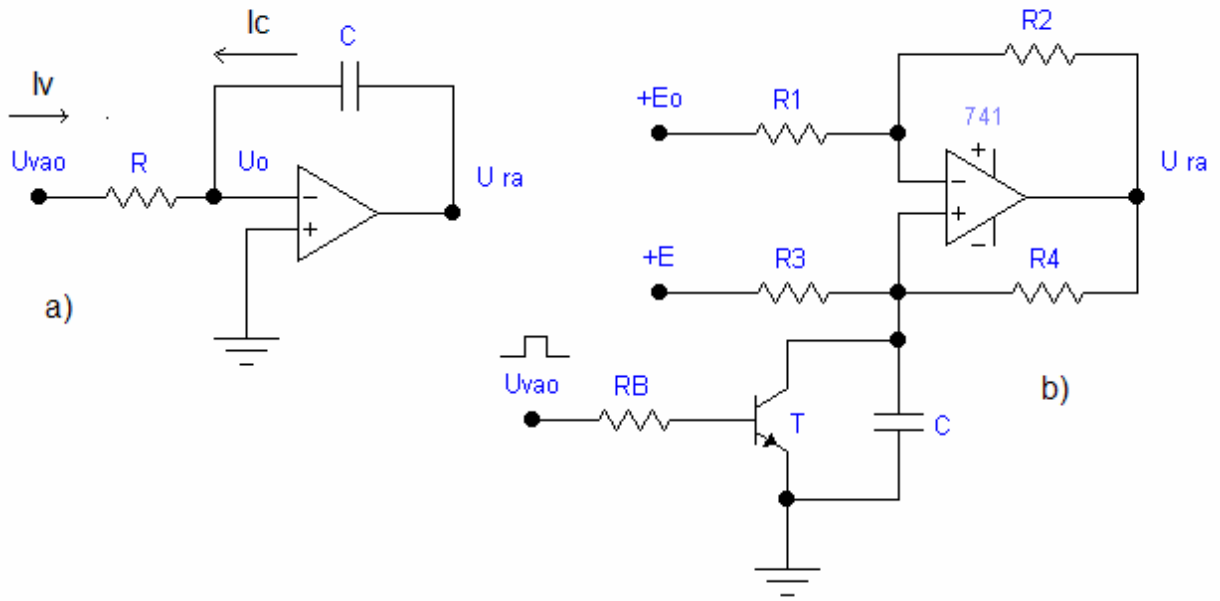 Iv
Ic
C
Uvao
R
Uo
U ra
−
+
a)
+Eo
R1
R2
741
+
−
+
−
U ra
+E
R3
R4
Uvao
RB
T
C
b)